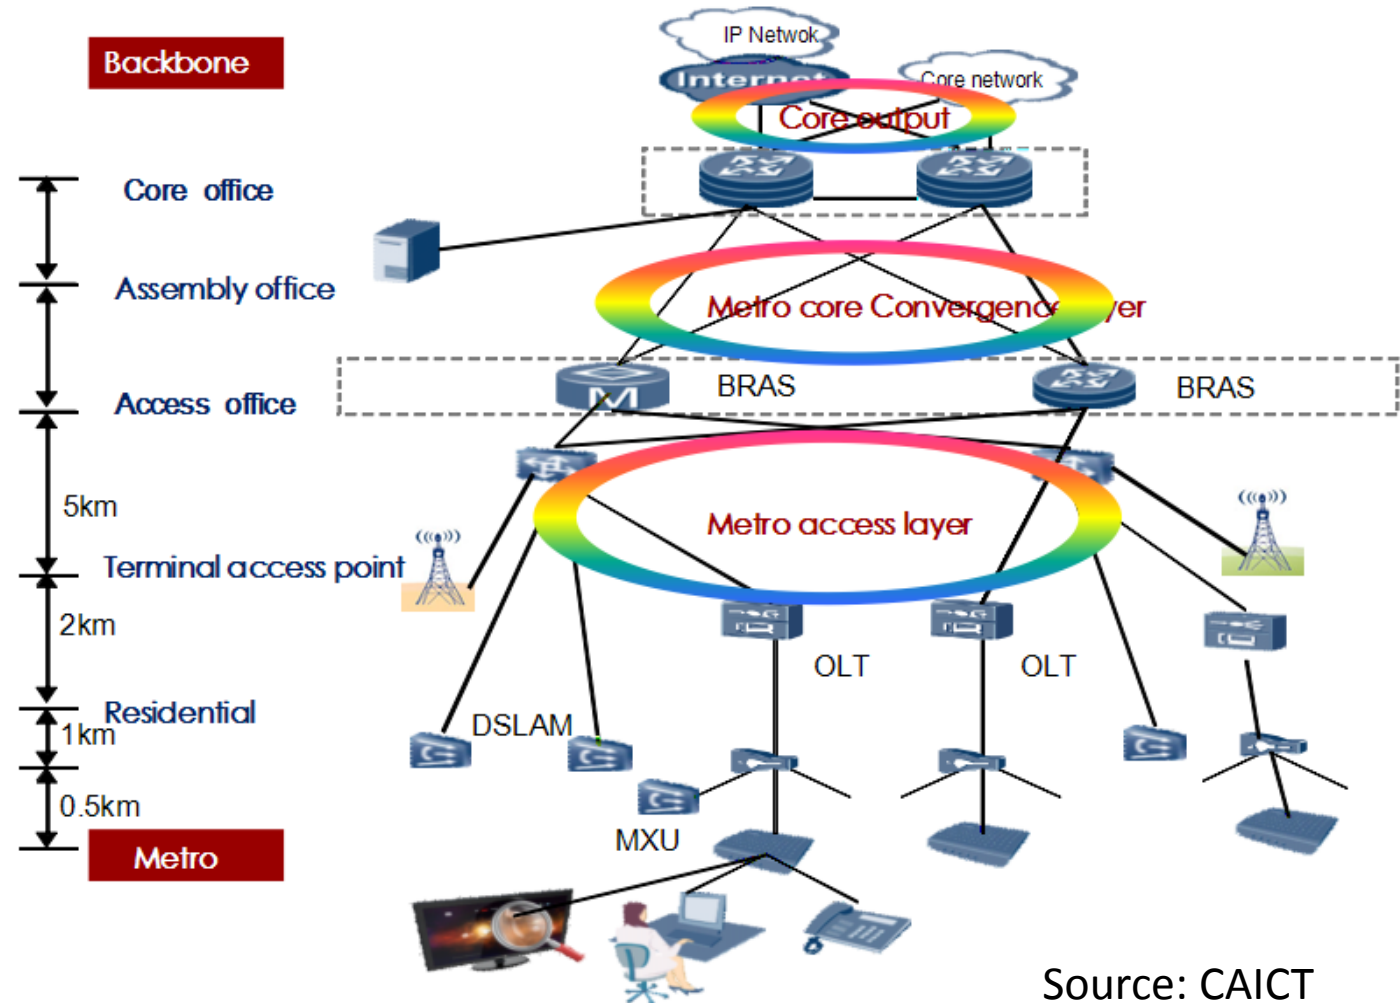 IP Netwok
Backbone
Internet
Core network
Core output
Core office
Assembly office
Metro core Convergence layer
BRAS
BRAS
M
Access office
5km
Metro access layer
Terminal access point
2km
OLT
OLT
Residential
DSLAM
1km
0.5km
MXU
Metro
Source: CAICT